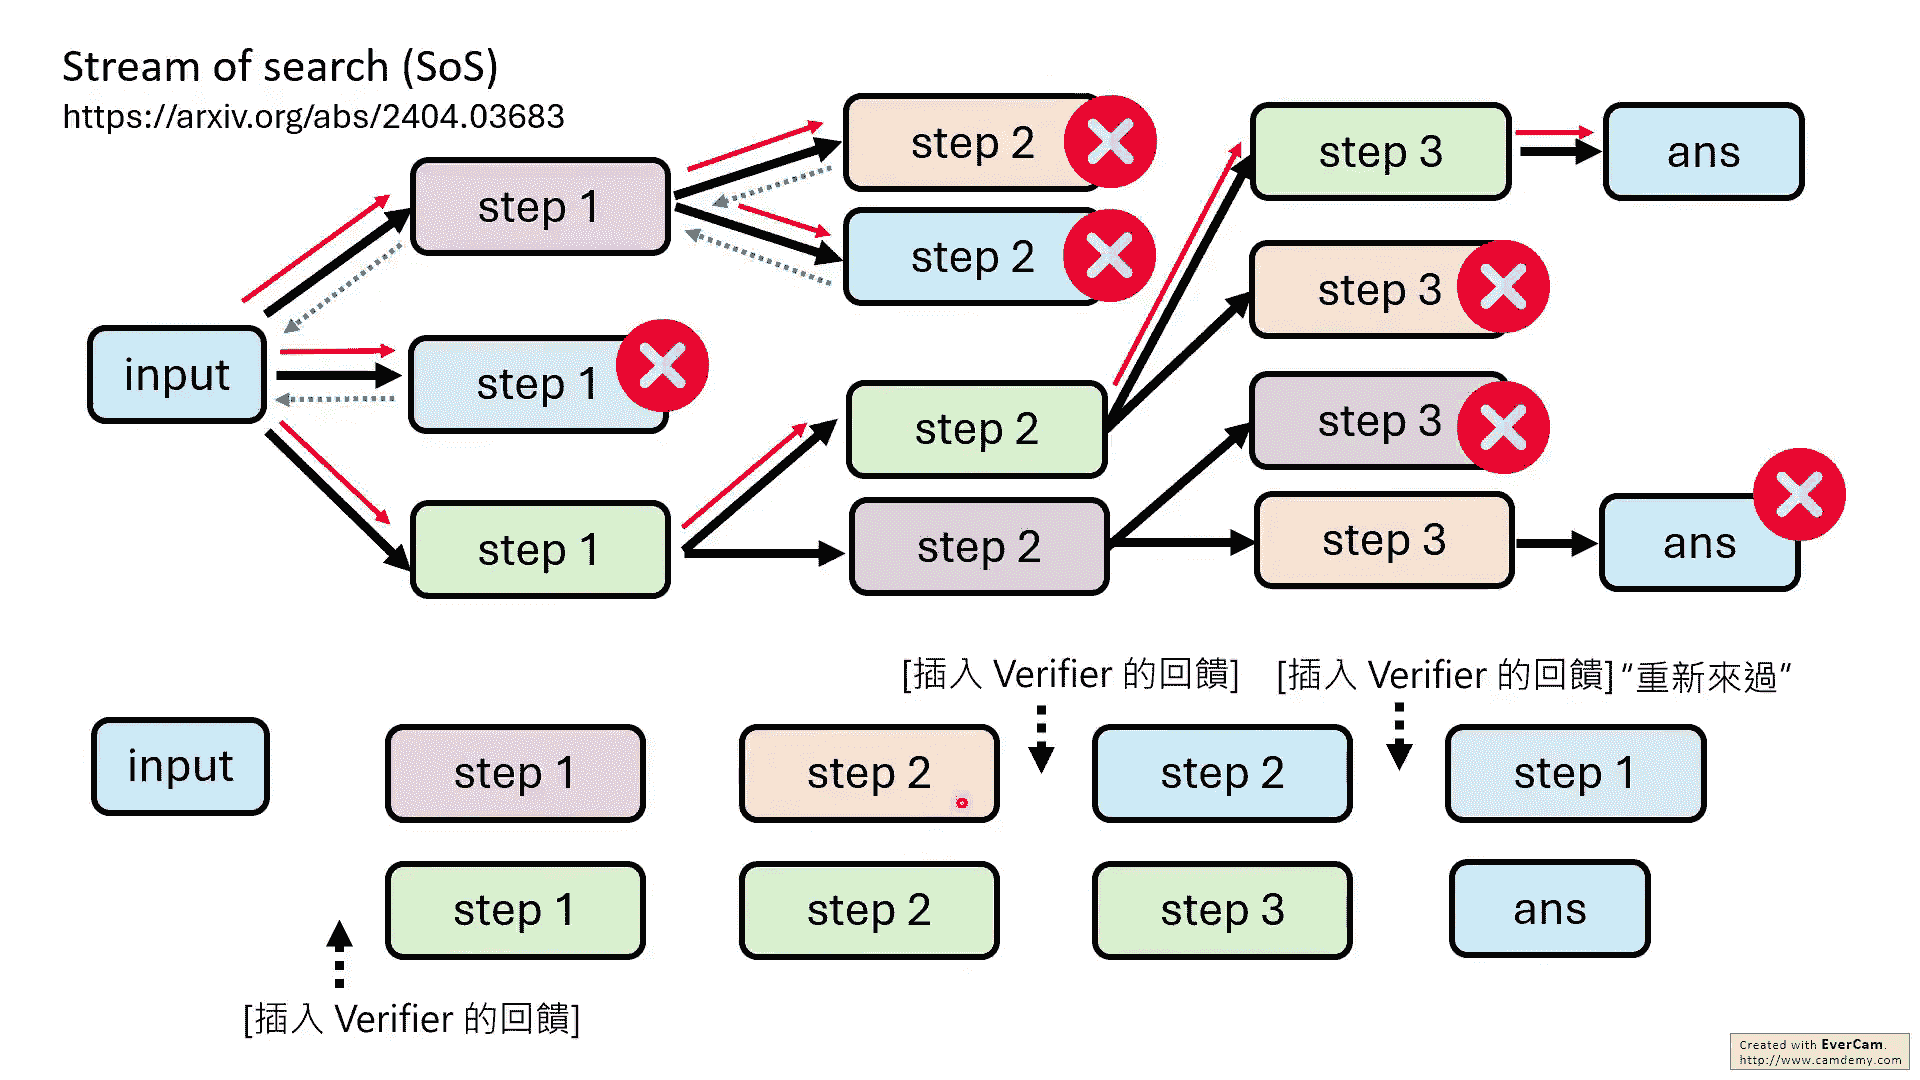 Stream of search (SoS)
https://arxiv.org/abs/2404.03683
step 2
step 3
ans
step 1
step 2
step 3
input
step 1
step 2
step 3
step 1
step 2
step 3
ans
[插入 Verifier 的回饋]
[插入 Verifier 的回饋] “重新來過”
input
step 1
step 2
step 2
step 1
step 1
step 2
step 3
ans
[插入 Verifier 的回饋]
Created with EverCam.
http://www.camdemy.com